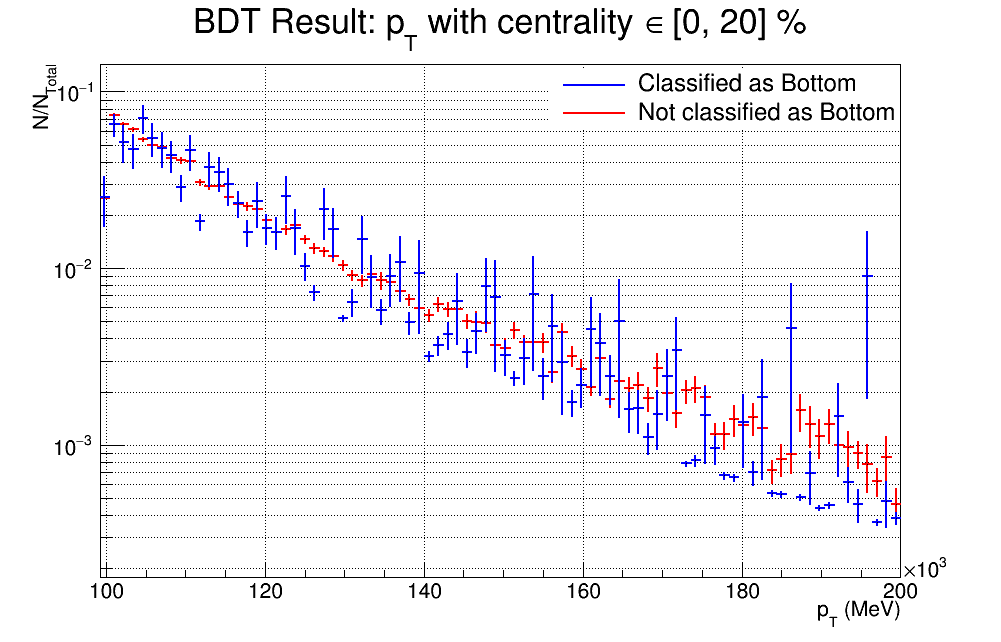 BDT Result: p_T with centrality ∈ [0, 20] %
N/N_Total
Classified as Bottom
Not classified as Bottom
10^−1
10^−2
10^−3
100 120 140 160 180 200
×10^3
p_T (MeV)